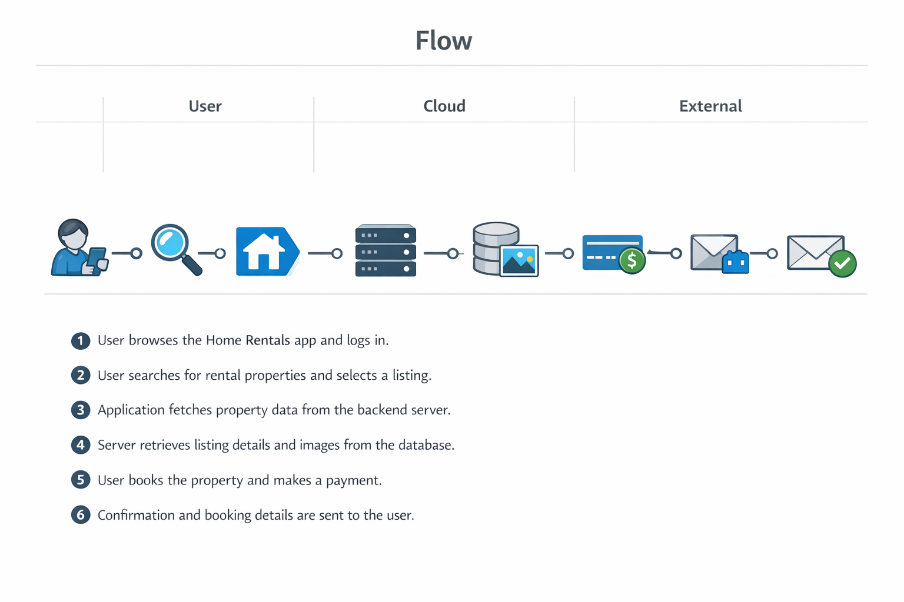 Flow
User
Cloud
External
$
1 User browses the Home Rentals app and logs in.
2 User searches for rental properties and selects a listing.
3 Application fetches property data from the backend server.
4 Server retrieves listing details and images from the database.
5 User books the property and makes a payment.
6 Confirmation and booking details are sent to the user.